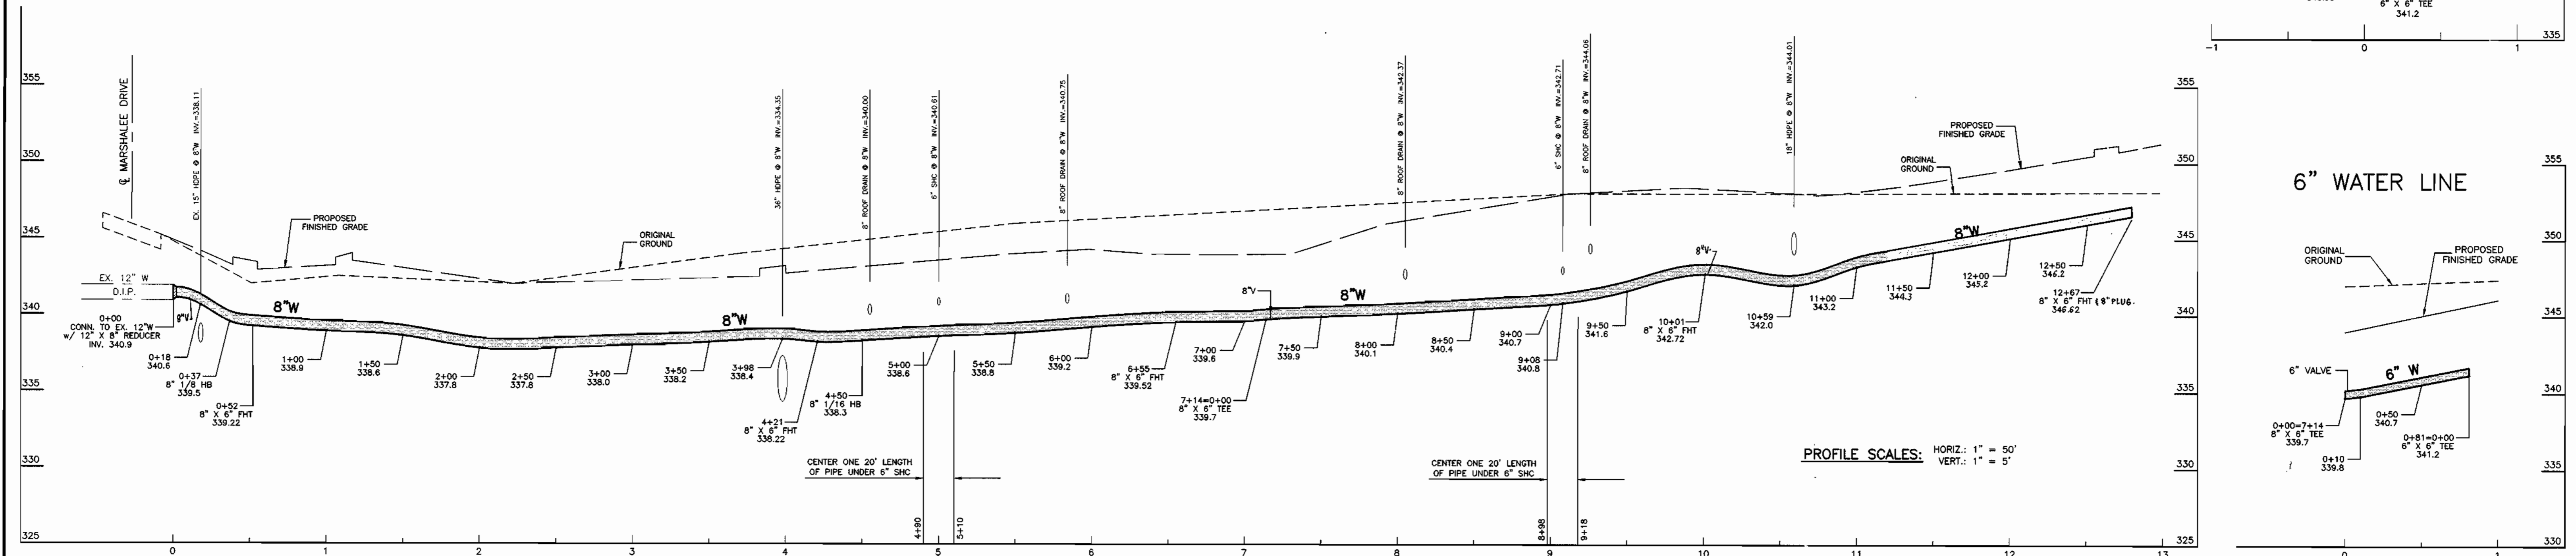 6" X 6" TEE
341.2
335
-1
0
1
355
350
345
340
335
330
325
℄ MARSHALEE DRIVE
EX. 15" HDPE @ 8"W INV.=338.11
36" HDPE @ 8"W INV.=334.35
8" ROOF DRAIN @ 8"W INV.=340.00
6" SHC @ 8"W INV.=340.61
8" ROOF DRAIN @ 8"W INV.=340.75
8" ROOF DRAIN @ 8"W INV.=342.37
6" SHC @ 8"W INV.=342.71
8" ROOF DRAIN @ 8"W INV.=344.06
18" HDPE @ 8"W INV.=344.01
PROPOSED
FINISHED GRADE
ORIGINAL
GROUND
ORIGINAL
GROUND
PROPOSED
FINISHED GRADE
EX. 12" W
D.I.P.
8"V
8"W
8"W
8"V
8"W
8"V
8"W
0+00
CONN. TO EX. 12"W
w/ 12" X 8" REDUCER
INV. 340.9
0+18
340.6
0+37
8" 1/8 HB
339.5
0+52
8" X 6" FHT
339.22
1+00
338.9
1+50
338.6
2+00
337.8
2+50
337.8
3+00
338.0
3+50
338.2
3+98
338.4
4+21
8" X 6" FHT
338.22
4+50
8" 1/16 HB
338.3
5+00
338.6
5+50
338.8
6+00
339.2
6+55
8" X 6" FHT
339.52
7+00
339.6
7+14=0+00
8" X 6" TEE
339.7
7+50
339.9
8+00
340.1
8+50
340.4
9+00
340.7
9+08
340.8
9+50
341.6
10+01
8" X 6" FHT
342.72
10+59
342.0
11+00
343.2
11+50
344.3
12+00
345.2
12+50
346.2
12+67
8" X 6" FHT & 8" PLUG.
346.62
CENTER ONE 20' LENGTH
OF PIPE UNDER 6" SHC
4+90
5+10
CENTER ONE 20' LENGTH
OF PIPE UNDER 6" SHC
8+98
9+18
PROFILE SCALES: HORIZ.: 1" = 50'
VERT.: 1" = 5'
355
350
345
340
335
330
325
0 1 2 3 4 5 6 7 8 9 10 11 12 13
6" WATER LINE
ORIGINAL
GROUND
PROPOSED
FINISHED GRADE
6" VALVE
6" W
0+00=7+14
8" X 6" TEE
339.7
0+10
339.8
0+50
340.7
0+81=0+00
6" X 6" TEE
341.2
355
350
345
340
335
330
325
0
1